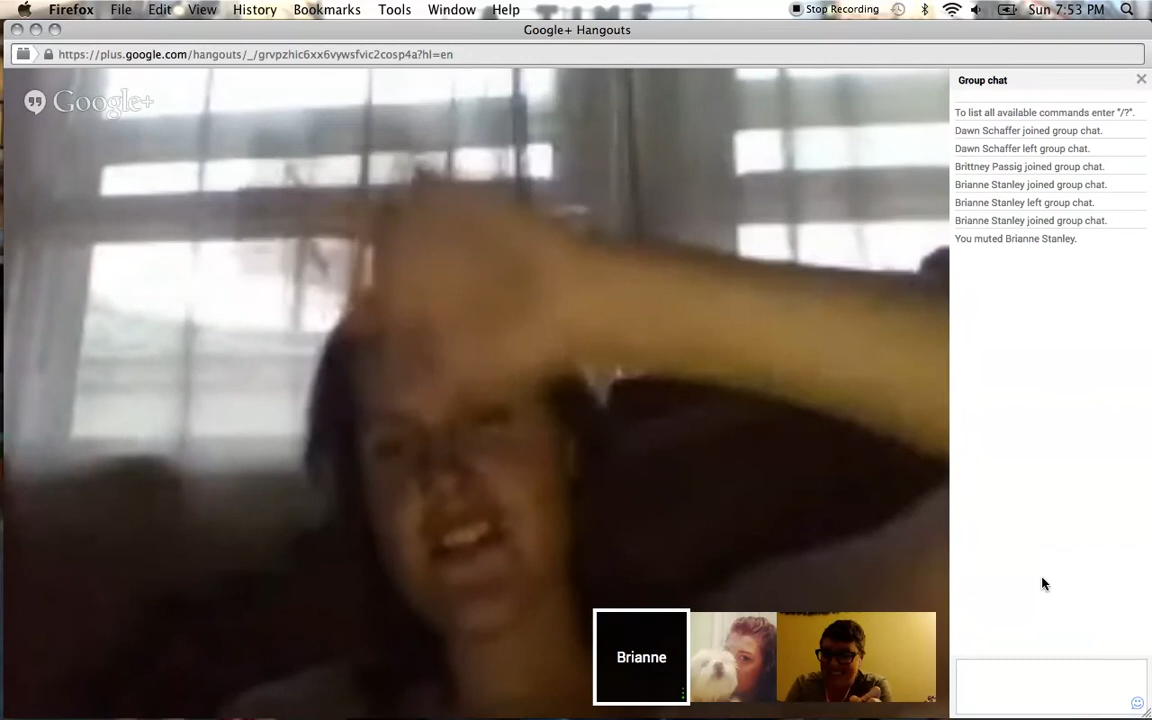 Firefox File Edit View History Bookmarks Tools Window Help
Stop Recording
Sun 7:53 PM
Google+ Hangouts
https://plus.google.com/hangouts/_/grvpzhic6xx6vywsfvic2cosp4a?hl=en
Google+
Group chat
To list all available commands enter "/?".
Dawn Schaffer joined group chat.
Dawn Schaffer left group chat.
Brittney Passig joined group chat.
Brianne Stanley joined group chat.
Brianne Stanley left group chat.
Brianne Stanley joined group chat.
You muted Brianne Stanley.
Brianne